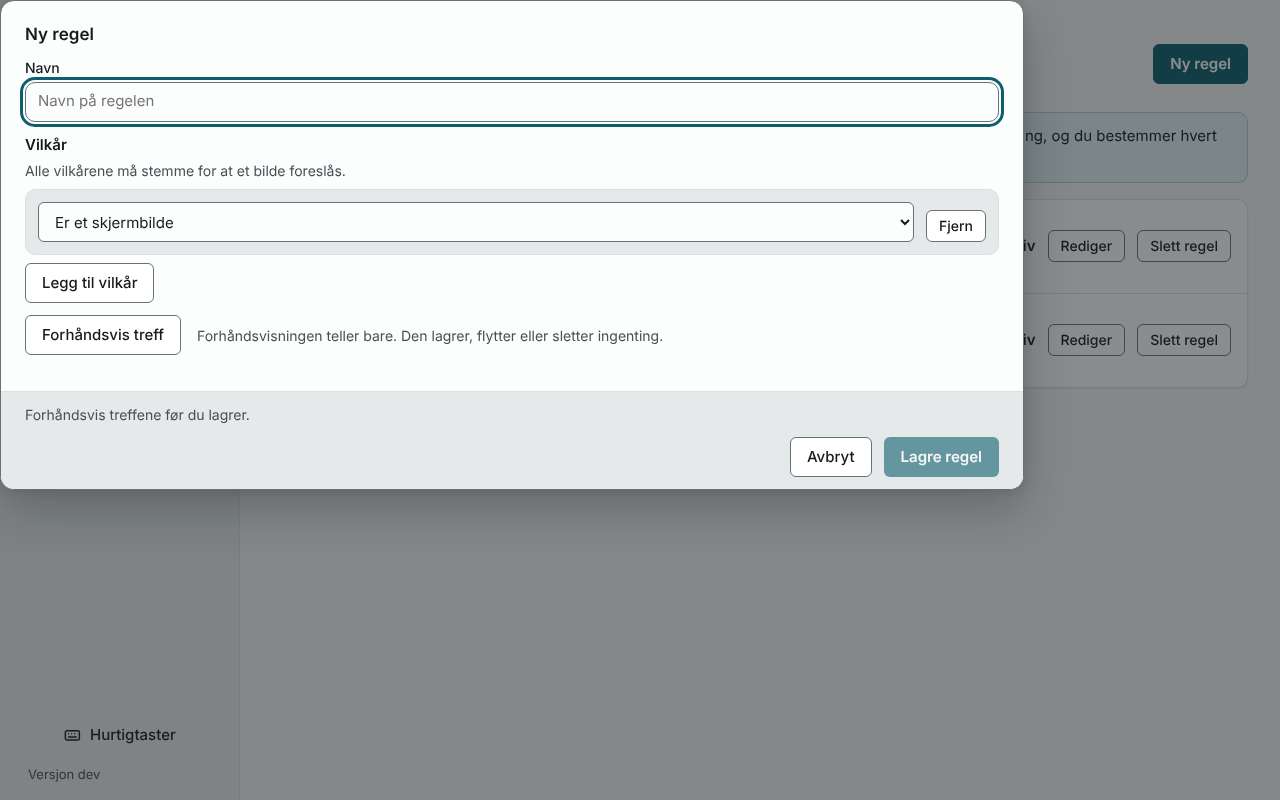 Ny regel
Navn
Navn på regelen
Vilkår
Alle vilkårene må stemme for at et bilde foreslås.
Er et skjermbilde
Fjern
Legg til vilkår
Forhåndsvis treff
Forhåndsvisningen teller bare. Den lagrer, flytter eller sletter ingenting.
Forhåndsvis treffene før du lagrer.
Avbryt
Lagre regel
Ny regel
og du bestemmer hvert
Rediger
Slett regel
Rediger
Slett regel
Hurtigtaster
Versjon dev